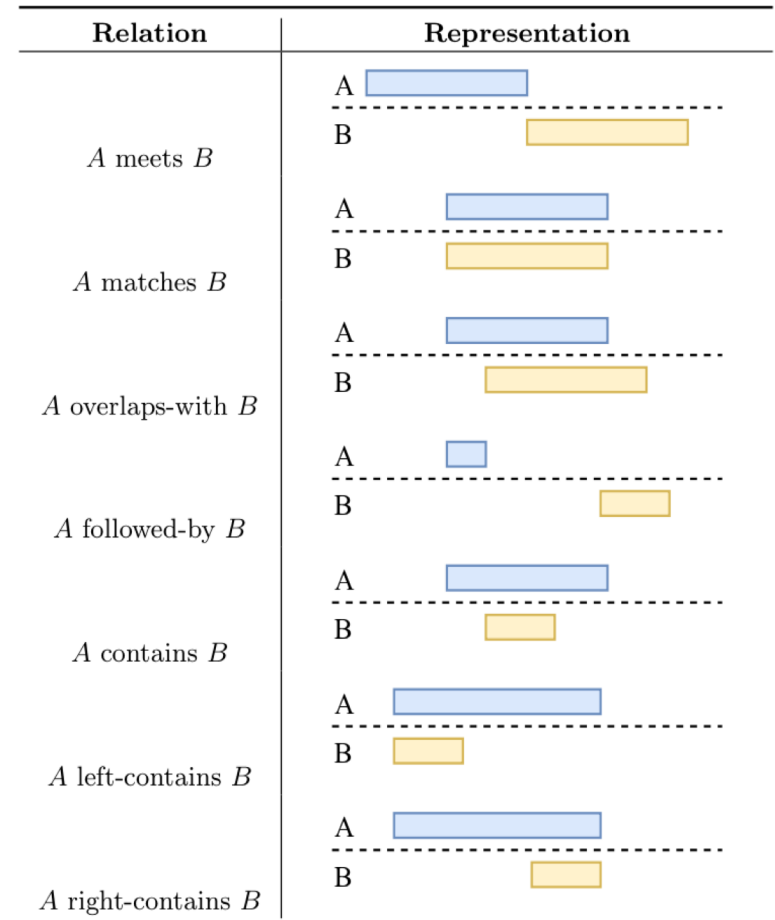 Relation Representation
A
B
A meets B
A
B
A matches B
A
B
A overlaps-with B
A
B
A followed-by B
A
B
A contains B
A
B
A left-contains B
A
B
A right-contains B